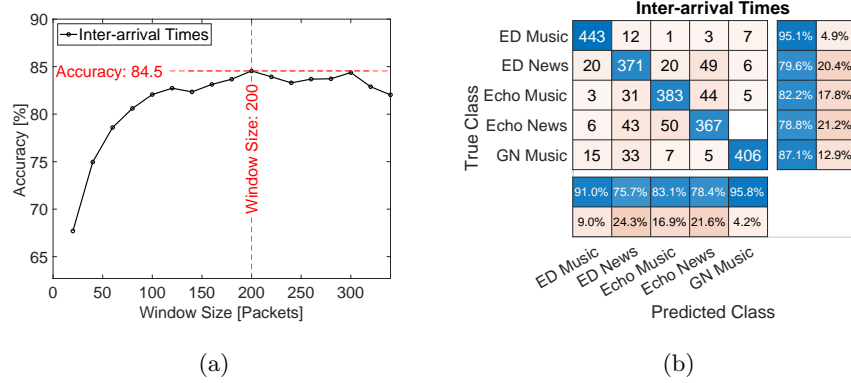 Inter-arrival Times
Accuracy: 84.5
Window Size: 200
90
85
80
75
70
65
0 50 100 150 200 250 300
Accuracy [%]
Window Size [Packets]
(a)
Inter-arrival Times
ED Music 443 12 1 3 7 95.1% 4.9%
ED News 20 371 20 49 6 79.6% 20.4%
Echo Music 3 31 383 44 5 82.2% 17.8%
Echo News 6 43 50 367 78.8% 21.2%
GN Music 15 33 7 5 406 87.1% 12.9%
91.0% 75.7% 83.1% 78.4% 95.8%
9.0% 24.3% 16.9% 21.6% 4.2%
ED Music
ED News
Echo Music
Echo News
GN Music
True Class
Predicted Class
(b)